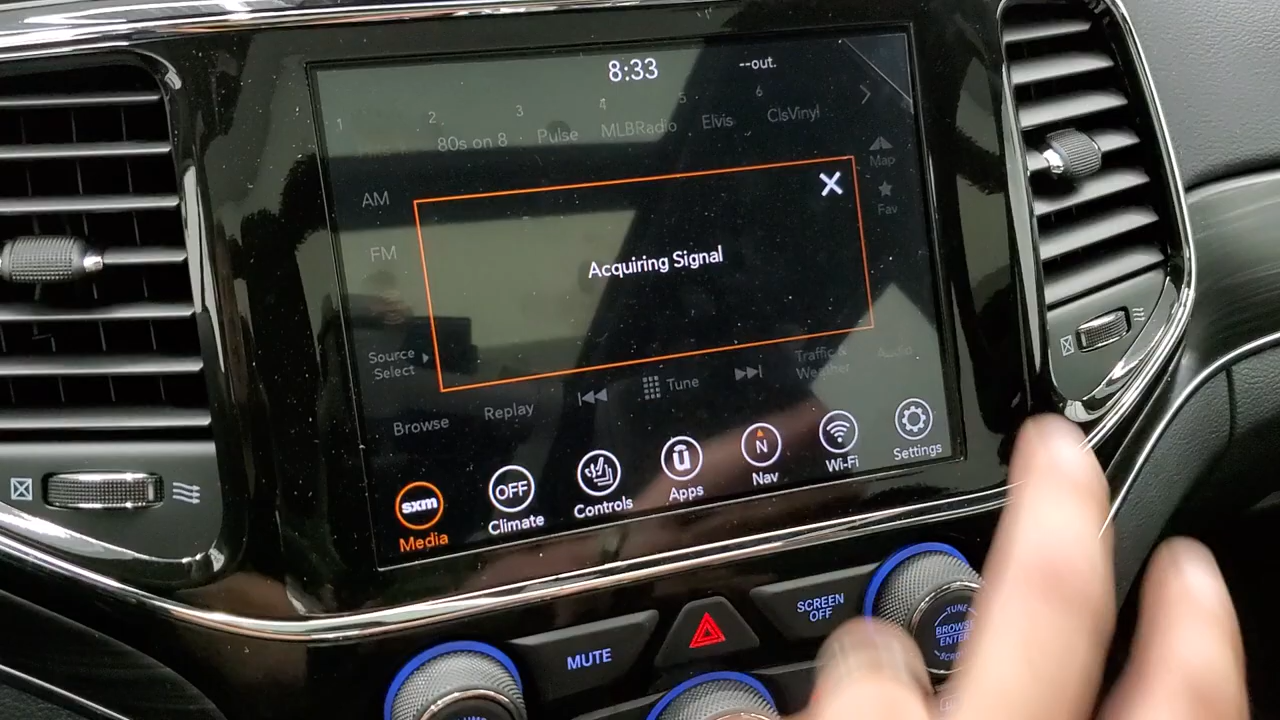 8:33
--out.
1
2
3
4
5
6
80s on 8
Pulse
MLBRadio
Elvis
ClsVinyl
Map
AM
Fav
Acquiring Signal
FM
Source
Select
Traffic &
Weather
Audio
Tune
Replay
Browse
OFF
N
sxm
Settings
Wi-Fi
Nav
Apps
Controls
Climate
Media
SCREEN
OFF
MUTE
TUNE
BROWSE
ENTER